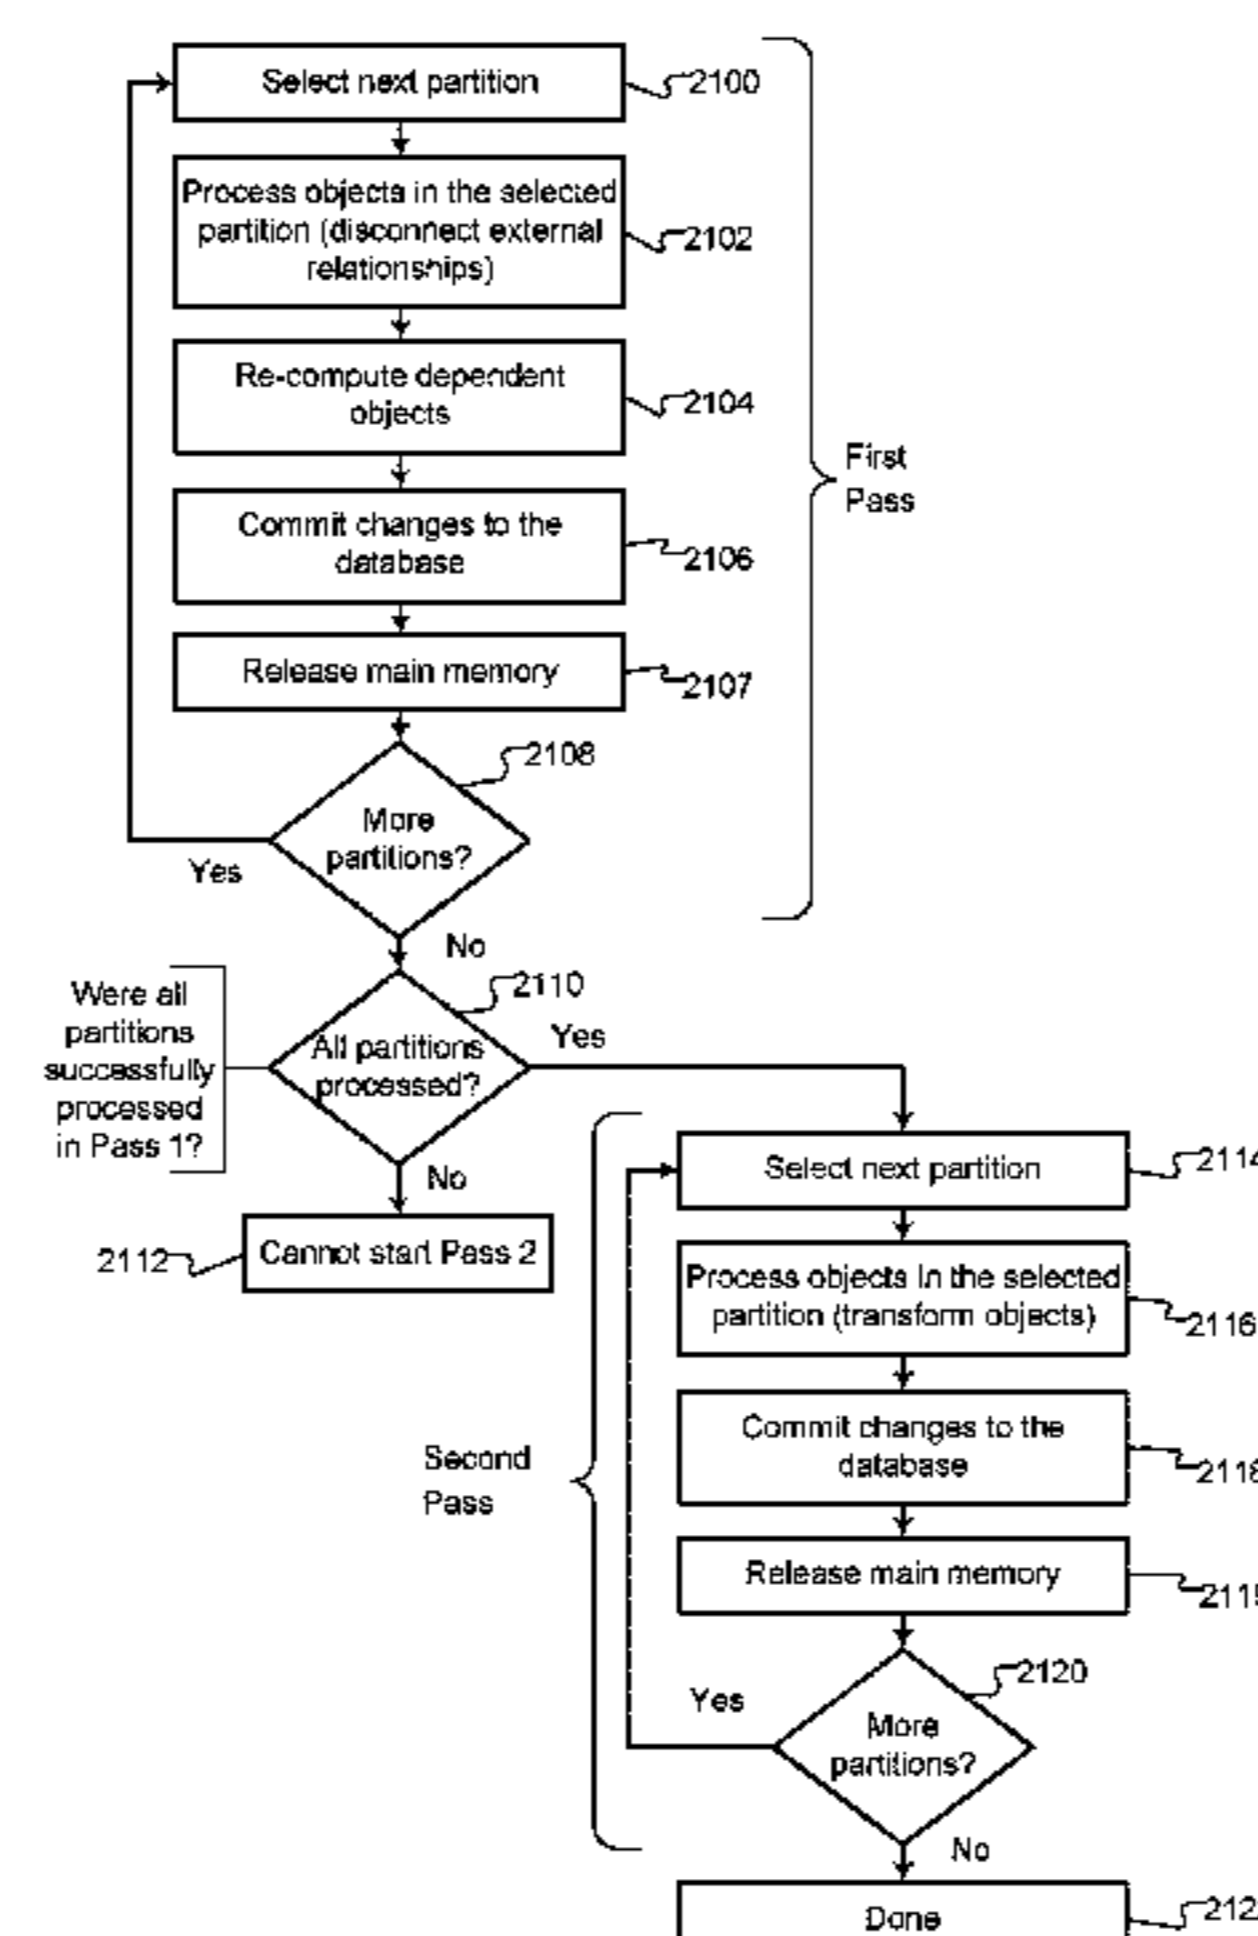 Select next partition
2100
Process objects in the selected
partition (disconnect external
relationships)
2102
Re-compute dependent
objects
2104
Commit changes to the
database
2106
Release main memory
2107
First
Pass
2108
More
partitions?
Yes
No
2110
Were all
partitions
successfully
processed
in Pass 1?
All partitions
processed?
Yes
No
2112
Cannot start Pass 2
Select next partition
2114
Process objects in the selected
partition (transform objects)
2116
Commit changes to the
database
2118
Second
Pass
Release main memory
2120
Yes
More
partitions?
No
Done